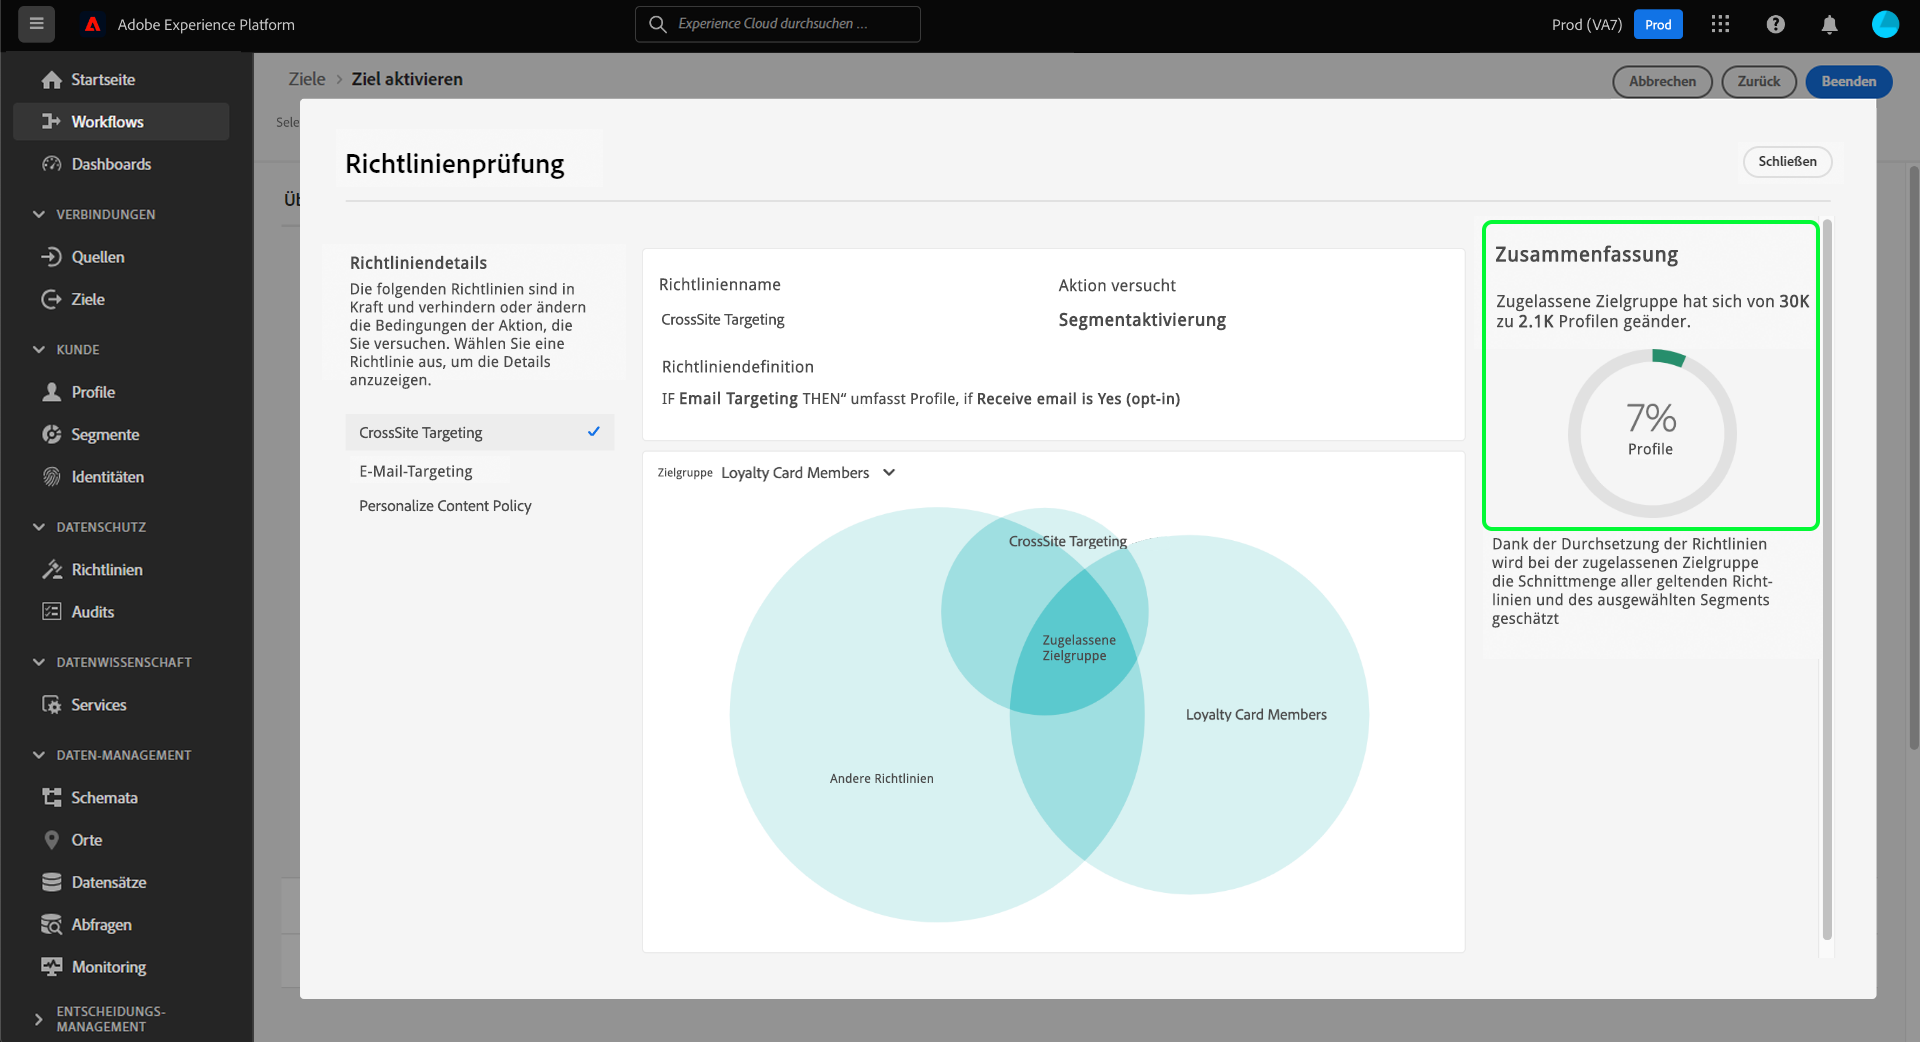 Adobe Experience Platform
Experience Cloud durchsuchen ...
Prod (VA7)
Prod
Startseite
Workflows
Dashboards
VERBINDUNGEN
Quellen
Ziele
KUNDE
Profile
Segmente
Identitäten
DATENSCHUTZ
Richtlinien
Audits
DATENWISSENSCHAFT
Services
DATEN-MANAGEMENT
Schemata
Orte
Datensätze
Abfragen
Monitoring
ENTSCHEIDUNGS-
MANAGEMENT
Ziele > Ziel aktivieren
Abbrechen
Zurück
Beenden
Sele
Üb
Richtlinienprüfung
Schließen
Richtliniendetails
Die folgenden Richtlinien sind in
Kraft und verhindern oder ändern
die Bedingungen der Aktion, die
Sie versuchen. Wählen Sie eine
Richtlinie aus, um die Details
anzuzeigen.
CrossSite Targeting
E-Mail-Targeting
Personalize Content Policy
Richtlinienname
CrossSite Targeting
Aktion versucht
Segmentaktivierung
Richtliniendefinition
IF Email Targeting THEN“ umfasst Profile, if Receive email is Yes (opt-in)
Zielgruppe Loyalty Card Members
CrossSite Targeting
Zugelassene
Zielgruppe
Loyalty Card Members
Andere Richtlinien
Zusammenfassung
Zugelassene Zielgruppe hat sich von 30K
zu 2.1K Profilen geänder.
7%
Profile
Dank der Durchsetzung der Richtlinien
wird bei der zugelassenen Zielgruppe
die Schnittmenge aller geltenden Richt-
linien und des ausgewählten Segments
geschätzt